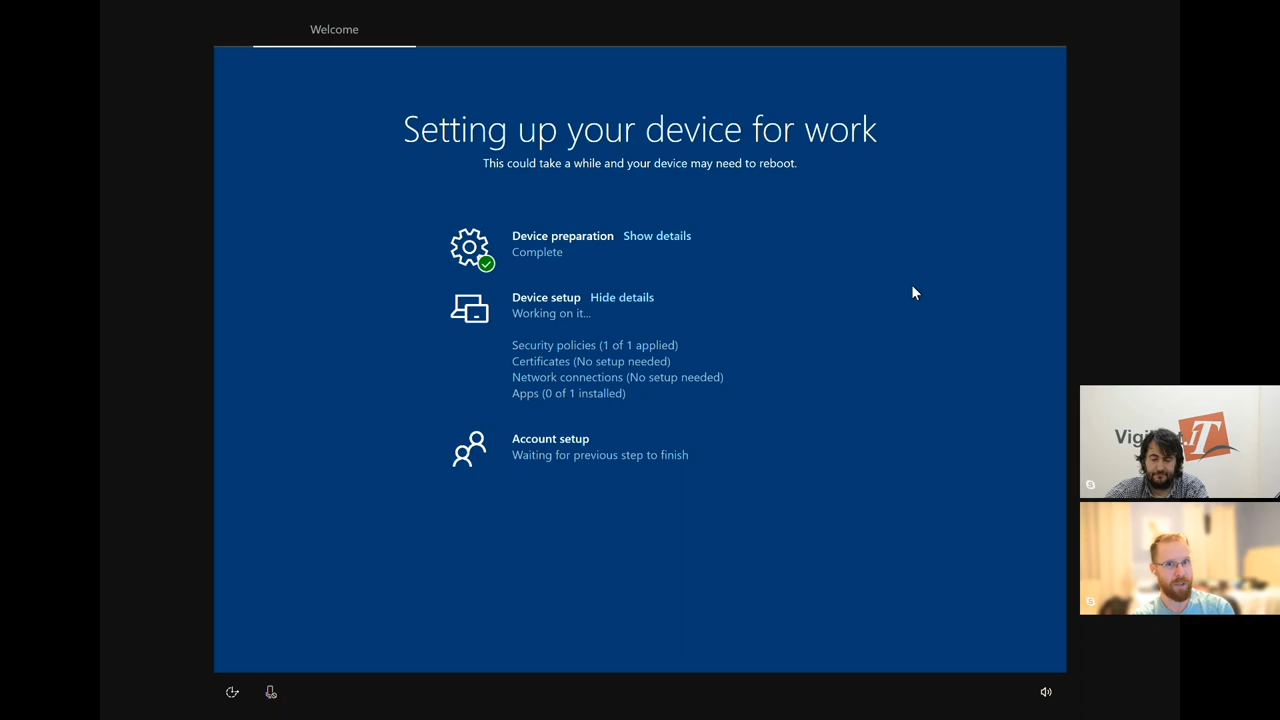 Welcome
Setting up your device for work
This could take a while and your device may need to reboot.
Device preparation Show details
Complete
Device setup Hide details
Working on it...
Security policies (1 of 1 applied)
Certificates (No setup needed)
Network connections (No setup needed)
Apps (0 of 1 installed)
Account setup
Waiting for previous step to finish